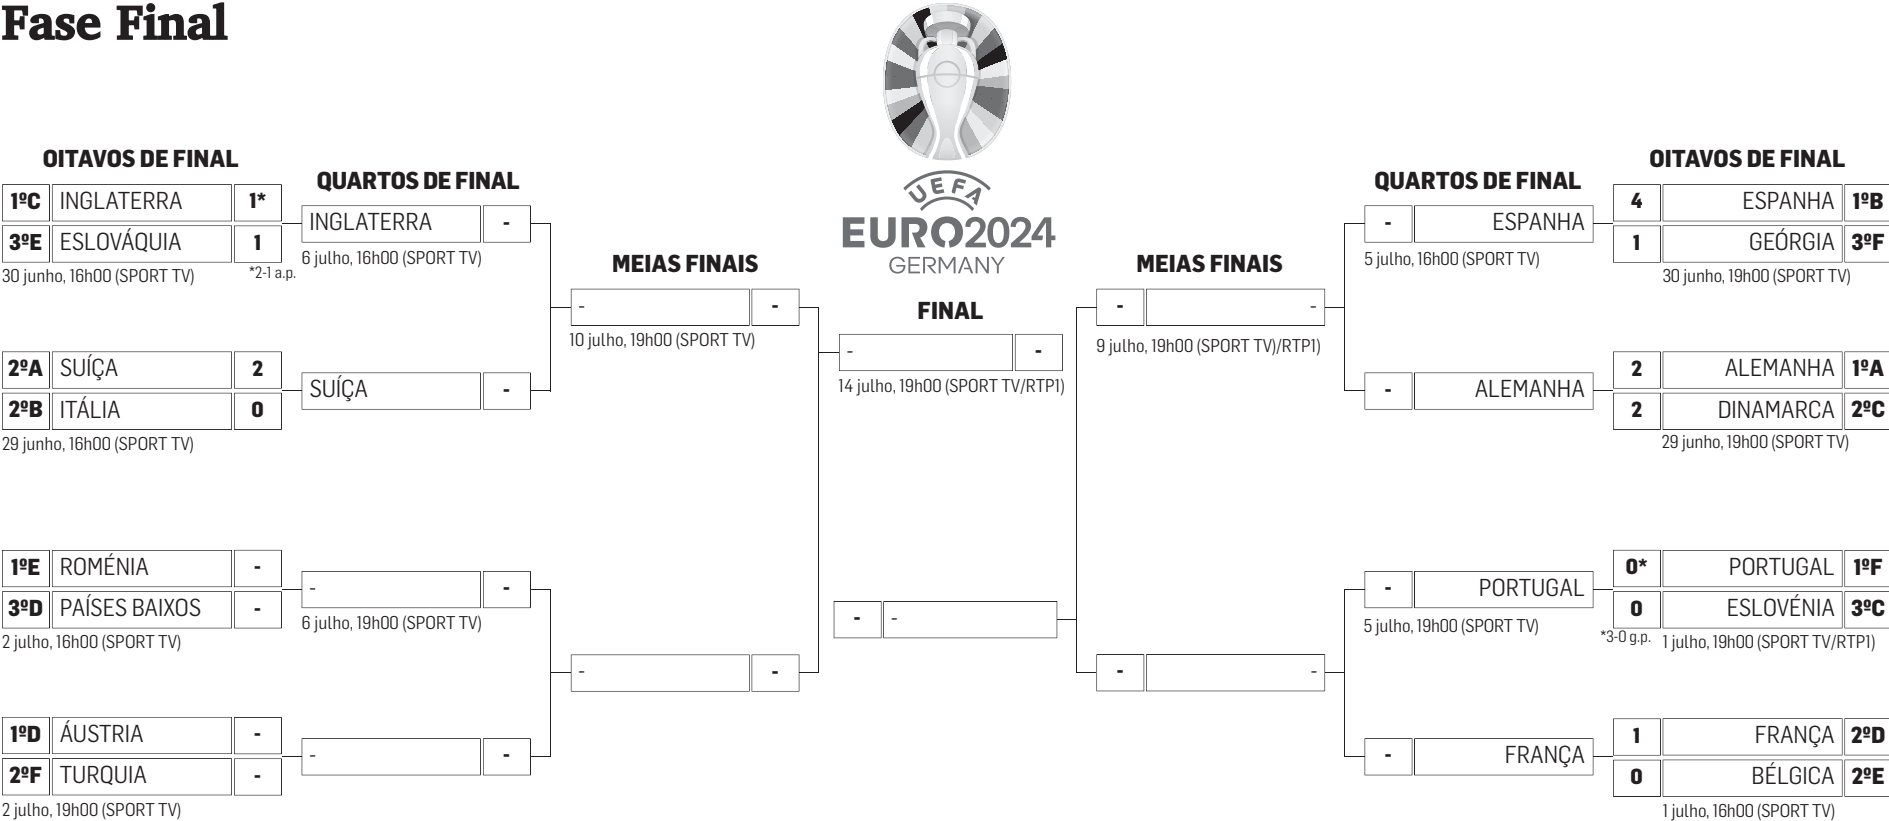 Fase Final
UEFA
EURO2024
GERMANY
OITAVOS DE FINAL
1ºC INGLATERRA 1*
3ºE ESLOVÁQUIA 1
30 junho, 16h00 (SPORT TV) *2-1 a.p.
2ºA SUÍÇA 2
2ºB ITÁLIA 0
29 junho, 16h00 (SPORT TV)
1ºE ROMÉNIA -
3ºD PAÍSES BAIXOS -
2 julho, 16h00 (SPORT TV)
1ºD ÁUSTRIA -
2ºF TURQUIA -
2 julho, 19h00 (SPORT TV)
QUARTOS DE FINAL
INGLATERRA -
6 julho, 16h00 (SPORT TV)
SUÍÇA -
- -
6 julho, 19h00 (SPORT TV)
- -
MEIAS FINAIS
- -
10 julho, 19h00 (SPORT TV)
- -
FINAL
- -
14 julho, 19h00 (SPORT TV/RTP1)
- -
MEIAS FINAIS
- -
9 julho, 19h00 (SPORT TV)/RTP1)
- -
QUARTOS DE FINAL
- ESPANHA
5 julho, 16h00 (SPORT TV)
- ALEMANHA
- PORTUGAL
5 julho, 19h00 (SPORT TV)
- FRANÇA
OITAVOS DE FINAL
4 ESPANHA 1ºB
1 GEÓRGIA 3ºF
30 junho, 19h00 (SPORT TV)
2 ALEMANHA 1ºA
2 DINAMARCA 2ºC
29 junho, 19h00 (SPORT TV)
0* PORTUGAL 1ºF
0 ESLOVÉNIA 3ºC
*3-0 g.p. 1 julho, 19h00 (SPORT TV/RTP1)
1 FRANÇA 2ºD
0 BÉLGICA 2ºE
1 julho, 16h00 (SPORT TV)